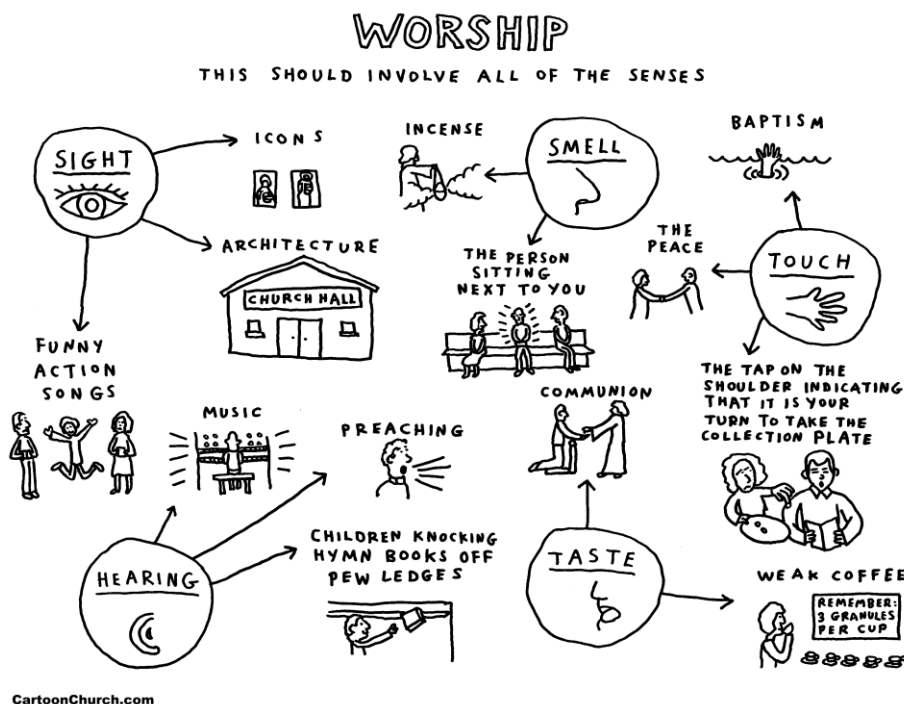 WORSHIP
THIS SHOULD INVOLVE ALL OF THE SENSES
SIGHT
ICONS
ARCHITECTURE
CHURCH HALL
FUNNY
ACTION
SONGS
INCENSE
SMELL
THE PERSON
SITTING
NEXT TO YOU
BAPTISM
THE
PEACE
TOUCH
THE TAP ON THE
SHOULDER INDICATING
THAT IT IS YOUR
TURN TO TAKE THE
COLLECTION PLATE
MUSIC
PREACHING
CHILDREN KNOCKING
HYMN BOOKS OFF
PEW LEDGES
HEARING
COMMUNION
TASTE
WEAK COFFEE
REMEMBER:
3 GRANULES
PER CUP
CartoonChurch.com